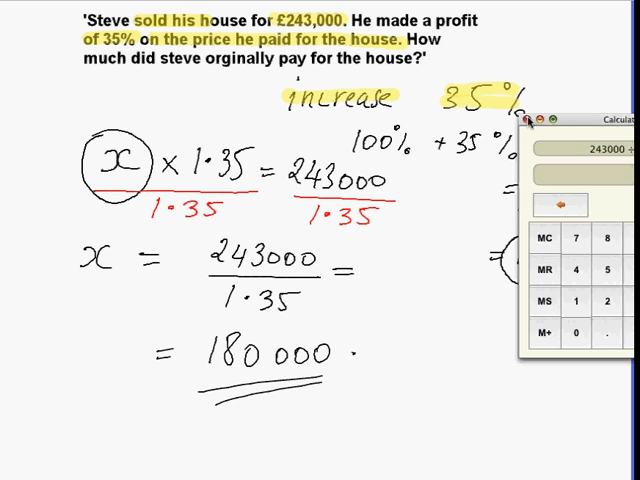 'Steve sold his house for £243,000. He made a profit
of 35% on the price he paid for the house. How
much did steve orginally pay for the house?'
increase 35%
100% + 35%
x × 1·35 = 243000
1·35 1·35
=
x = 243000 =
1·35
=
= 180 000 .
Calculat
243000 ÷
MC 7 8
MR 4 5
MS 1 2
M+ 0 .